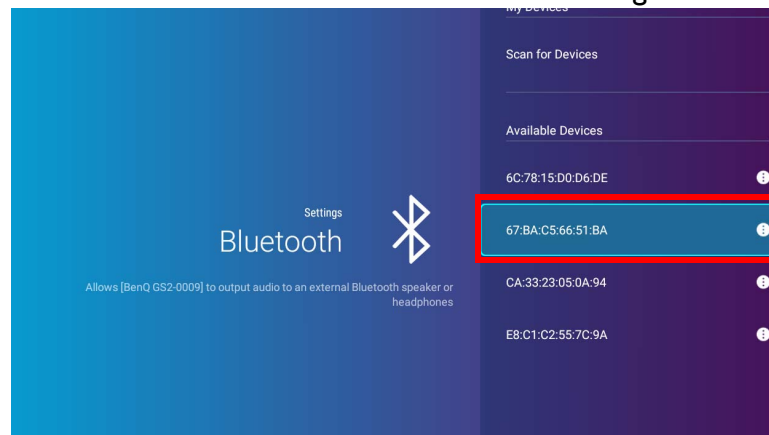 Settings
Bluetooth
Allows [BenQ GS2-0009] to output audio to an external Bluetooth speaker or
headphones
My Devices
Scan for Devices
Available Devices
6C:78:15:D0:D6:DE
67:BA:C5:66:51:BA
CA:33:23:05:0A:94
E8:C1:C2:55:7C:9A